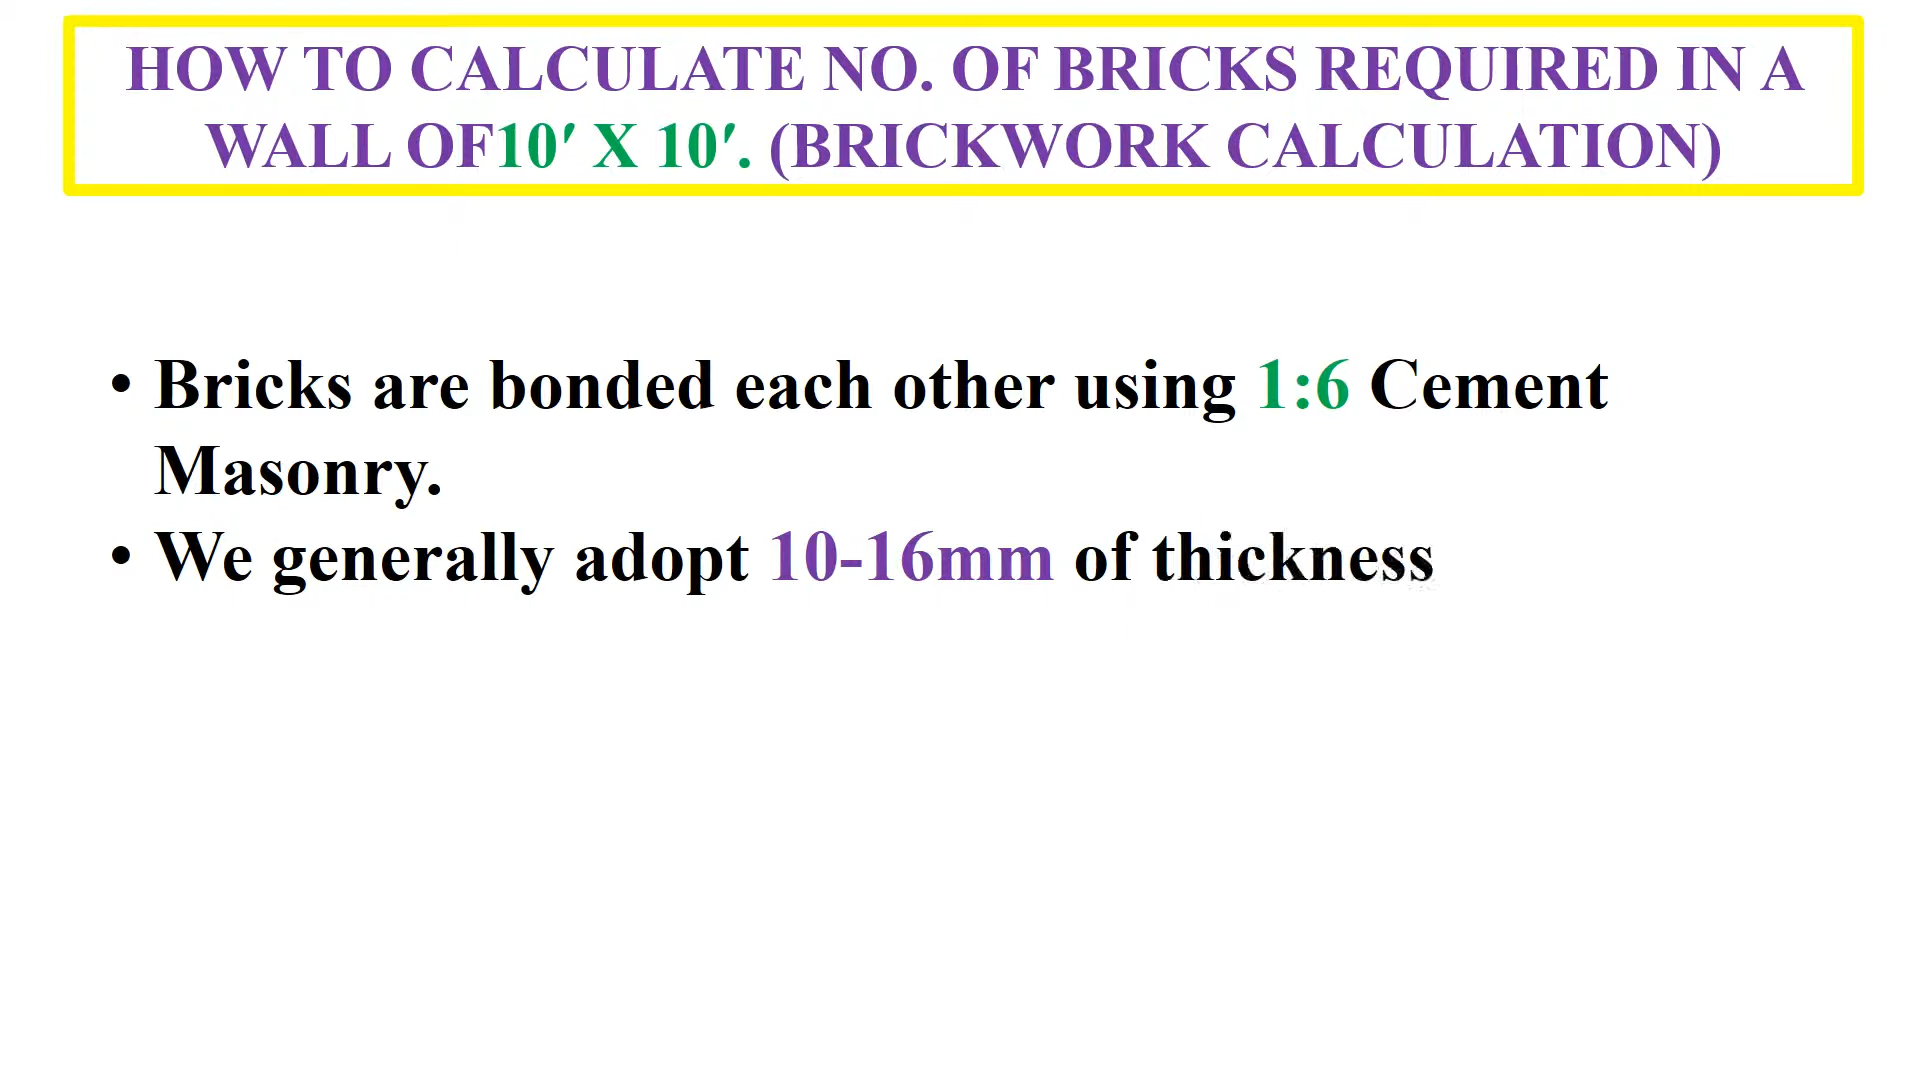 HOW TO CALCULATE NO. OF BRICKS REQUIRED IN A
WALL OF10′ X 10′. (BRICKWORK CALCULATION)
• Bricks are bonded each other using 1:6 Cement
Masonry.
• We generally adopt 10-16mm of thickness